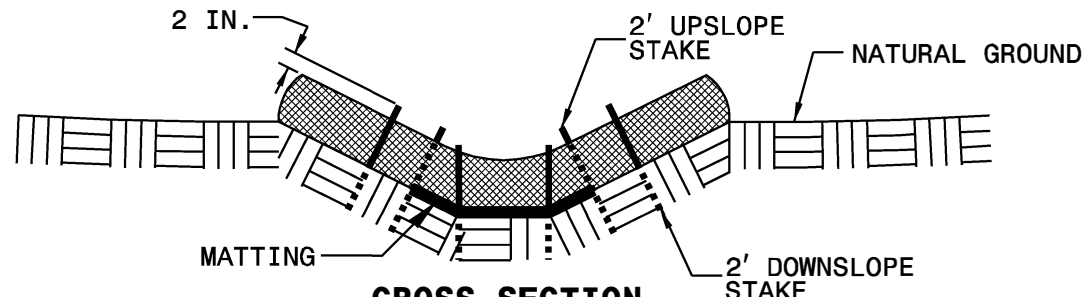 2 IN.
2' UPSLOPE
STAKE
NATURAL GROUND
MATTING
2' DOWNSLOPE
STAKE
CROSS SECTION